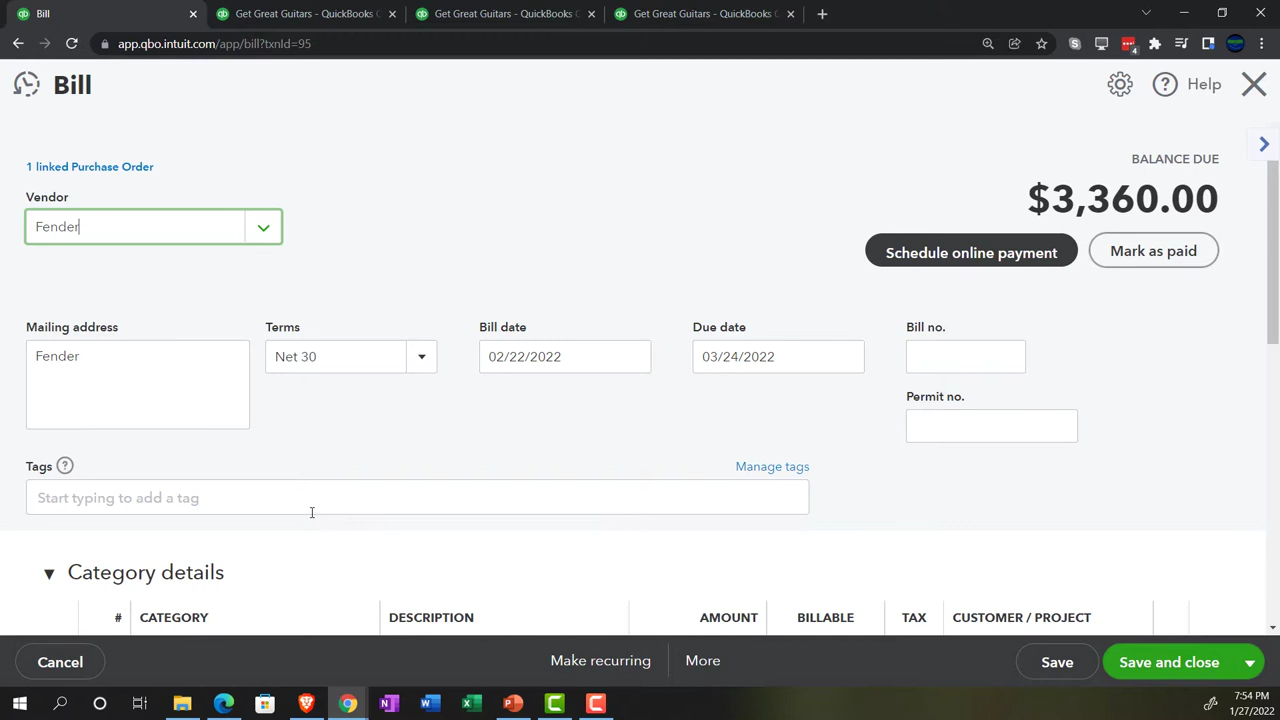 Bill
Get Great Guitars - QuickBooks
Get Great Guitars - QuickBooks
Get Great Guitars - QuickBooks
app.qbo.intuit.com/app/bill?txnId=95
4
Bill
Help
1 linked Purchase Order
BALANCE DUE
$3,360.00
Vendor
Fender
Schedule online payment
Mark as paid
Mailing address
Terms
Bill date
Due date
Bill no.
Fender
Net 30
02/22/2022
03/24/2022
Permit no.
Tags
Manage tags
Start typing to add a tag
Category details
# CATEGORY DESCRIPTION AMOUNT BILLABLE TAX CUSTOMER / PROJECT
Cancel
Make recurring
More
Save
Save and close
7:54 PM
1/27/2022